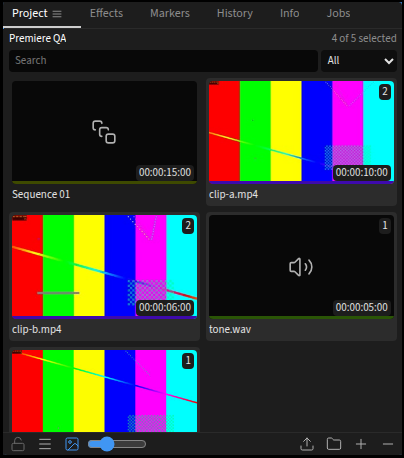 Project Effects Markers History Info Jobs
Premiere QA 4 of 5 selected
Search All
2
00:00:15:00 00:00:10:00
Sequence 01 clip-a.mp4
2 1
00:00:06:00 00:00:05:00
clip-b.mp4 tone.wav
1